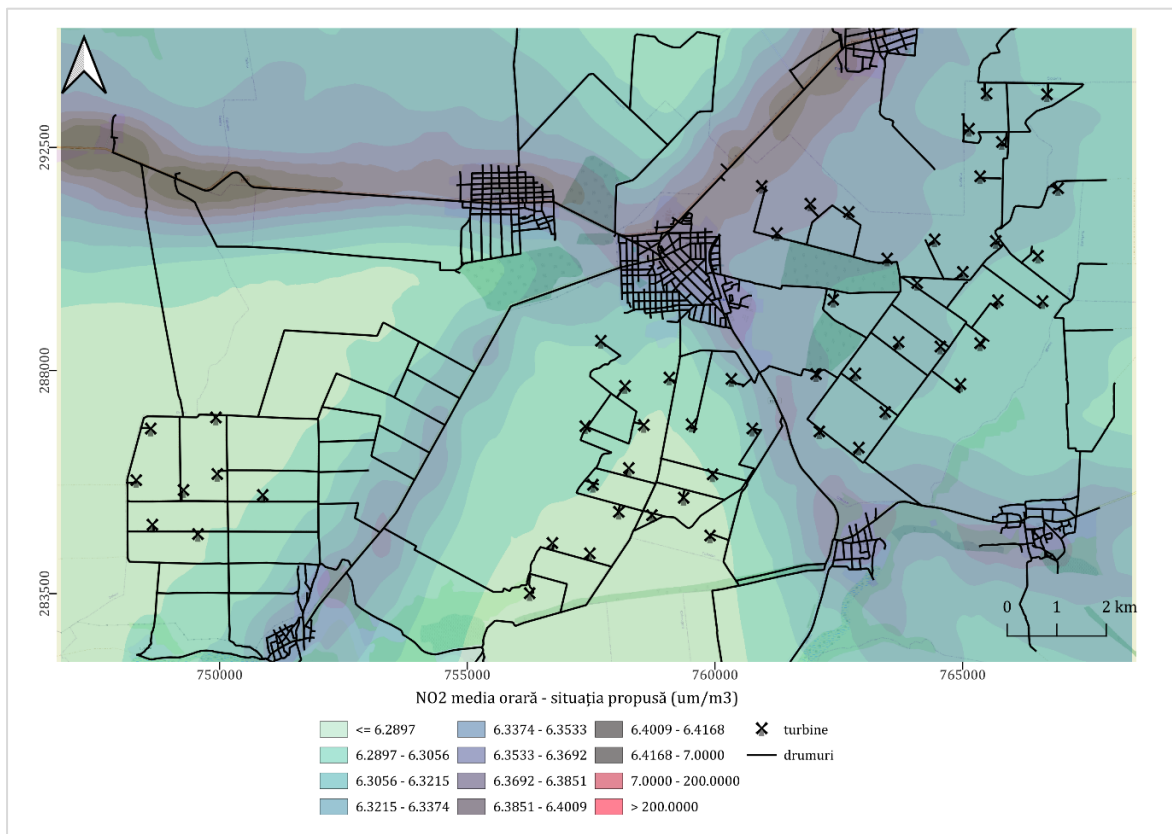 292500
288000
283500
0 1 2 km
750000 755000 760000 765000
NO2 media orară - situația propusă (um/m3)
<= 6.2897 6.3374 - 6.3533 6.4009 - 6.4168 turbine
6.2897 - 6.3056 6.3533 - 6.3692 6.4168 - 7.0000 drumuri
6.3056 - 6.3215 6.3692 - 6.3851 7.0000 - 200.0000
6.3215 - 6.3374 6.3851 - 6.4009 > 200.0000